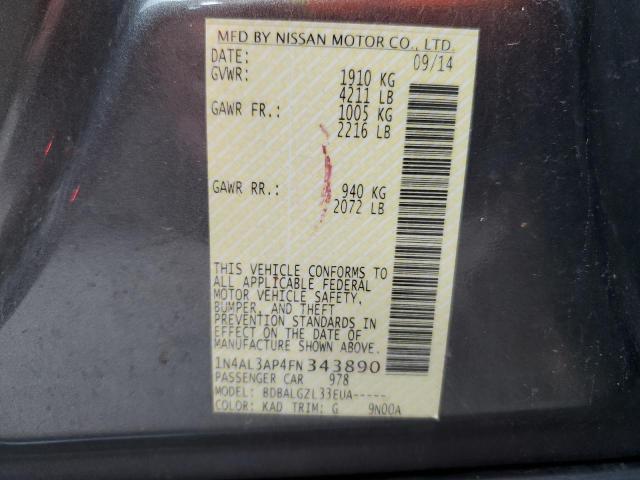 MFD BY NISSAN MOTOR CO., LTD.
DATE: 09/14
GVWR: 1910 KG
4211 LB
GAWR FR.: 1005 KG
2216 LB
GAWR RR.: 940 KG
2072 LB
THIS VEHICLE CONFORMS TO
ALL APPLICABLE FEDERAL
MOTOR VEHICLE SAFETY,
BUMPER, AND THEFT
PREVENTION STANDARDS IN
EFFECT ON THE DATE OF
MANUFACTURE SHOWN ABOVE.
1N4AL3AP4FN343890
PASSENGER CAR 978
MODEL: BDBALGZL33EUA-----
COLOR: KAD TRIM: G 9N00A